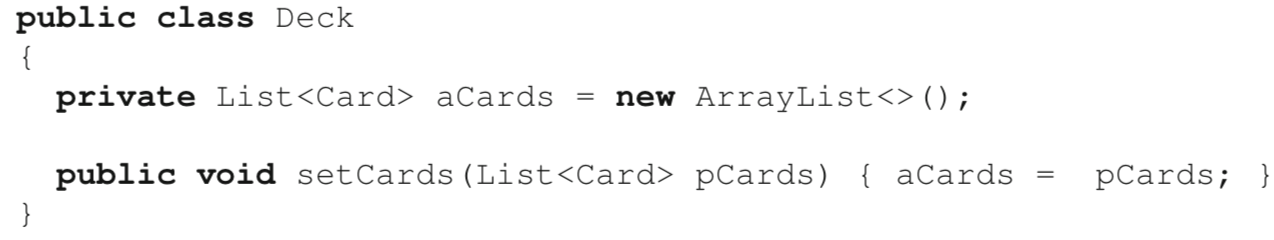 public class Deck
{
  private List<Card> aCards = new ArrayList<>();

  public void setCards(List<Card> pCards) { aCards =  pCards; }
}